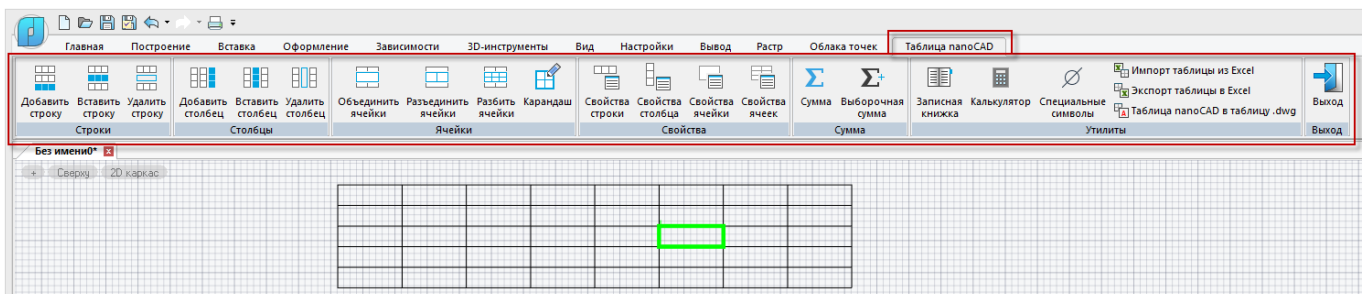 Главная Построение Вставка Оформление Зависимости 3D-инструменты Вид Настройки Вывод Растр Облака точек Таблица nanoCAD
Добавить строку
Вставить строку
Удалить строку
Строки
Добавить столбец
Вставить столбец
Удалить столбец
Столбцы
Объединить ячейки
Разъединить ячейки
Разбить ячейки
Карандаш
Ячейки
Свойства строки
Свойства столбца
Свойства ячейки
Свойства ячеек
Свойства
Сумма
Выборочная сумма
Сумма
Записная книжка
Калькулятор
Специальные символы
Импорт таблицы из Excel
Экспорт таблицы в Excel
Таблица nanoCAD в таблицу .dwg
Утилиты
Выход
Выход
Без имени0*
+ Сверху 2D каркас